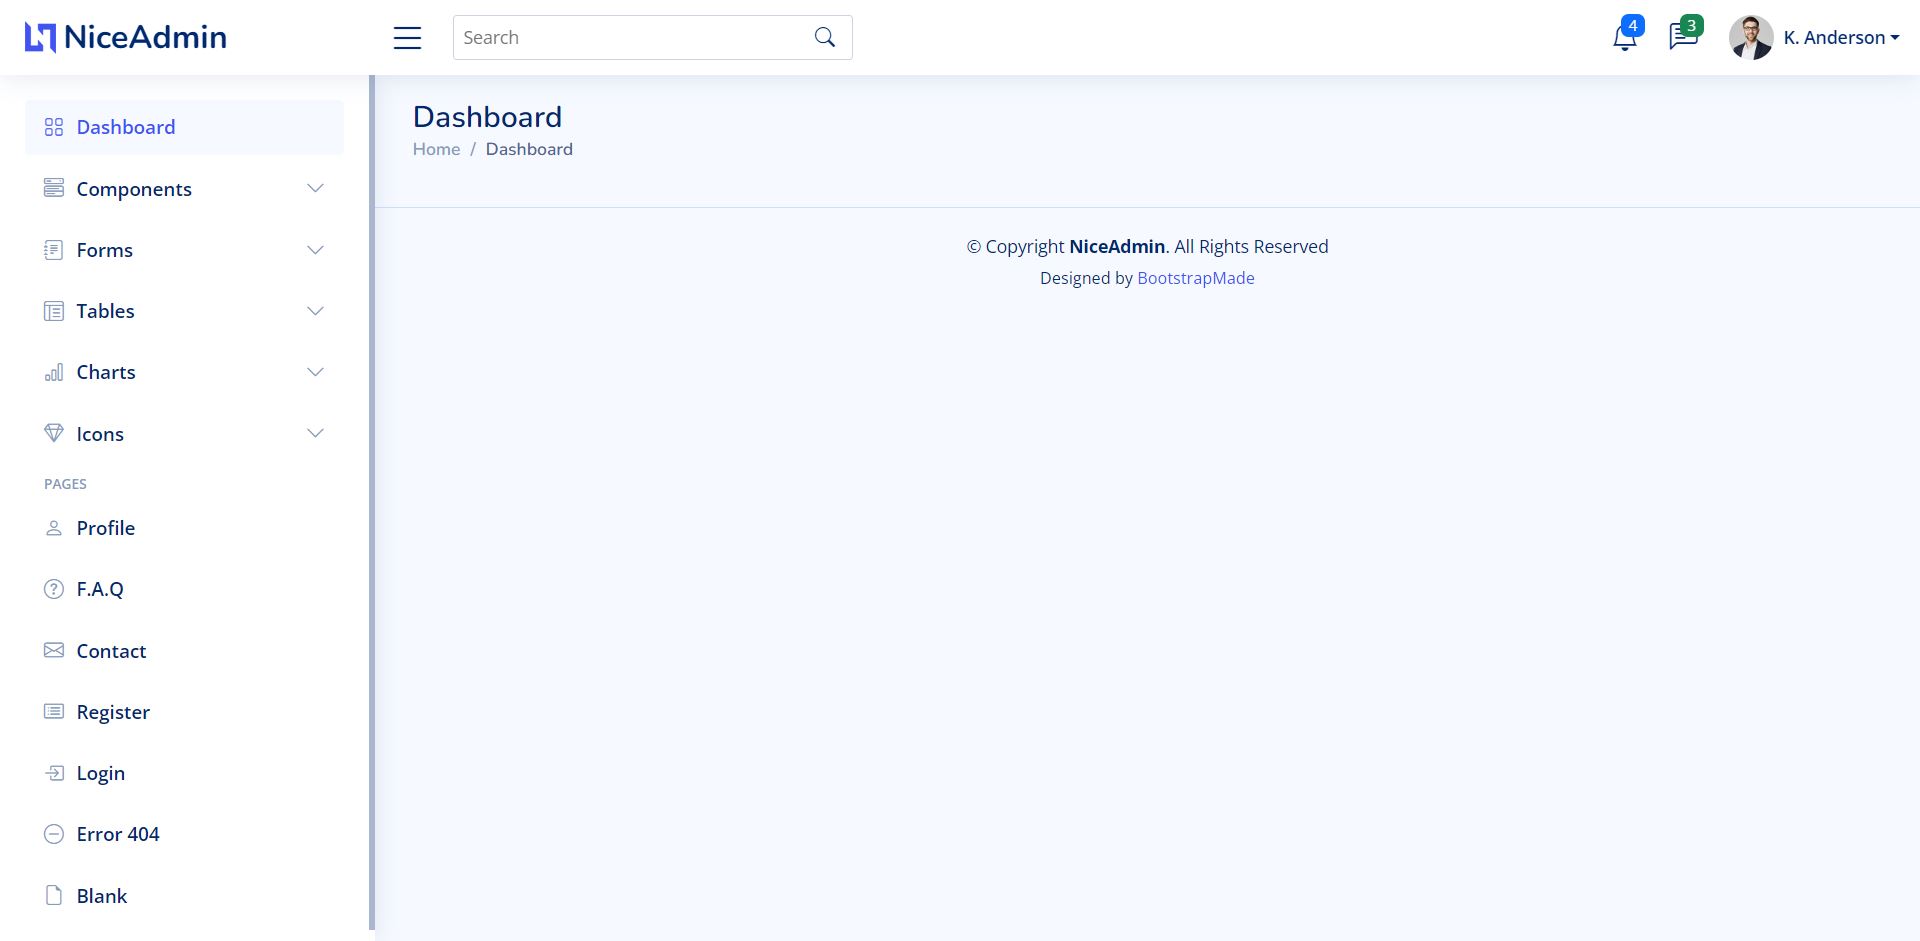 NiceAdmin
Search
4
3
K. Anderson
Dashboard
Components
Forms
Tables
Charts
Icons
PAGES
Profile
F.A.Q
Contact
Register
Login
Error 404
Blank
Dashboard
Home / Dashboard
© Copyright NiceAdmin. All Rights Reserved
Designed by BootstrapMade